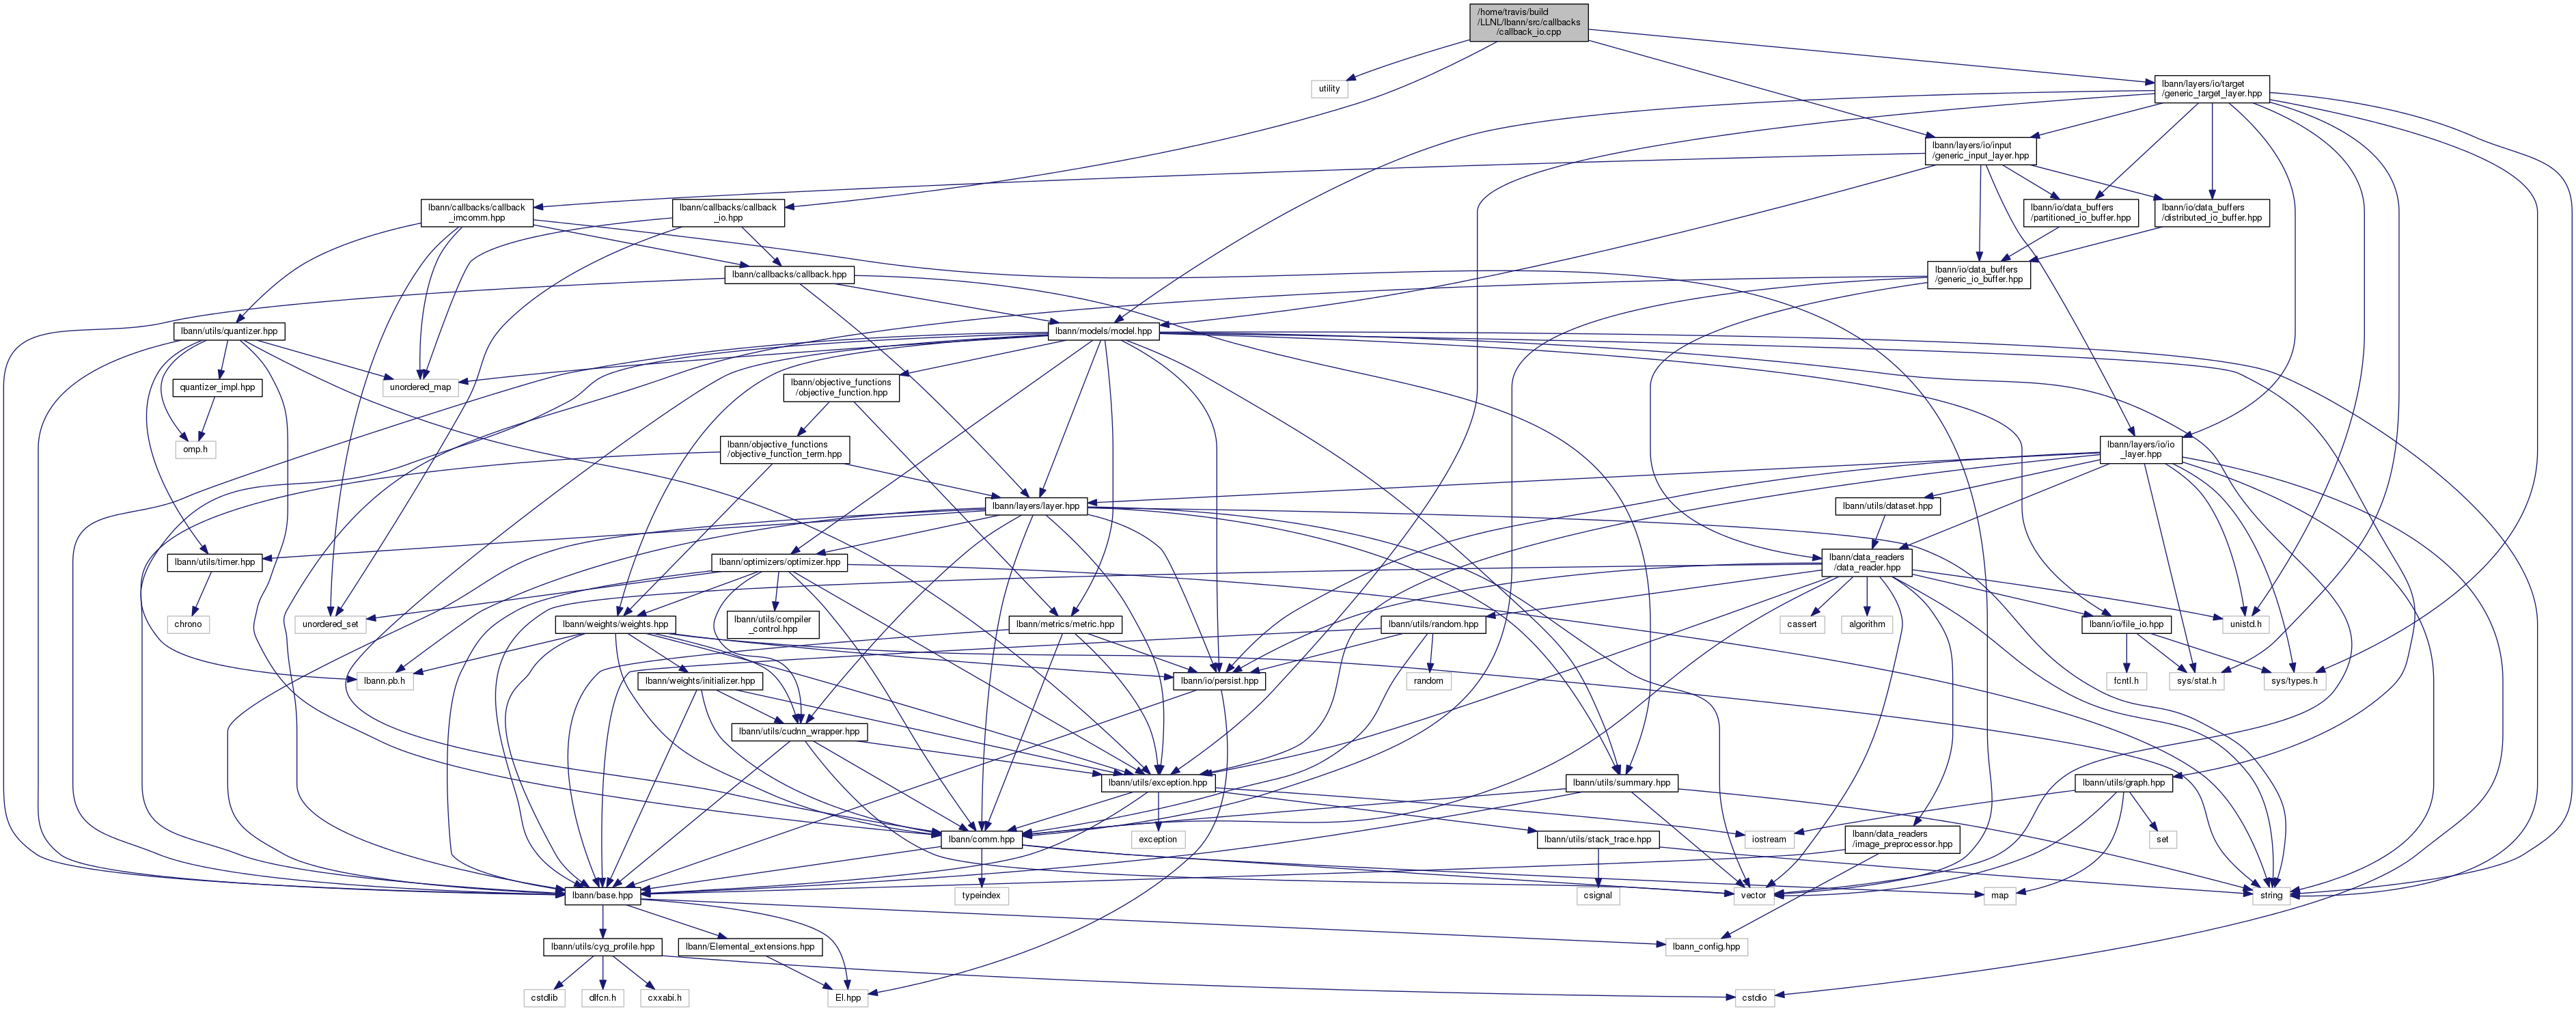 /home/travis/build
/LLNL/lbann/src/callbacks
/callback_io.cpp
utility
lbann/layers/io/target
/generic_target_layer.hpp
lbann/layers/io/input
/generic_input_layer.hpp
lbann/callbacks/callback
_imcomm.hpp
lbann/callbacks/callback
_io.hpp
lbann/io/data_buffers
/partitioned_io_buffer.hpp
lbann/io/data_buffers
/distributed_io_buffer.hpp
lbann/callbacks/callback.hpp
lbann/io/data_buffers
/generic_io_buffer.hpp
lbann/utils/quantizer.hpp
lbann/models/model.hpp
quantizer_impl.hpp
unordered_map
lbann/objective_functions
/objective_function.hpp
omp.h
lbann/objective_functions
/objective_function_term.hpp
lbann/layers/io/io
_layer.hpp
lbann/layers/layer.hpp
lbann/utils/dataset.hpp
lbann/utils/timer.hpp
lbann/optimizers/optimizer.hpp
lbann/data_readers
/data_reader.hpp
chrono
unordered_set
lbann/weights/weights.hpp
lbann/utils/compiler
_control.hpp
lbann/metrics/metric.hpp
lbann/utils/random.hpp
cassert
algorithm
lbann/io/file_io.hpp
unistd.h
lbann.pb.h
lbann/weights/initializer.hpp
lbann/io/persist.hpp
random
fcntl.h
sys/stat.h
sys/types.h
lbann/utils/cudnn_wrapper.hpp
lbann/utils/exception.hpp
lbann/utils/summary.hpp
lbann/utils/graph.hpp
lbann/comm.hpp
exception
lbann/utils/stack_trace.hpp
iostream
lbann/data_readers
/image_preprocessor.hpp
set
lbann/base.hpp
typeindex
csignal
vector
map
string
lbann/utils/cyg_profile.hpp
lbann/Elemental_extensions.hpp
lbann_config.hpp
cstdlib
dlfcn.h
cxxabi.h
El.hpp
cstdio